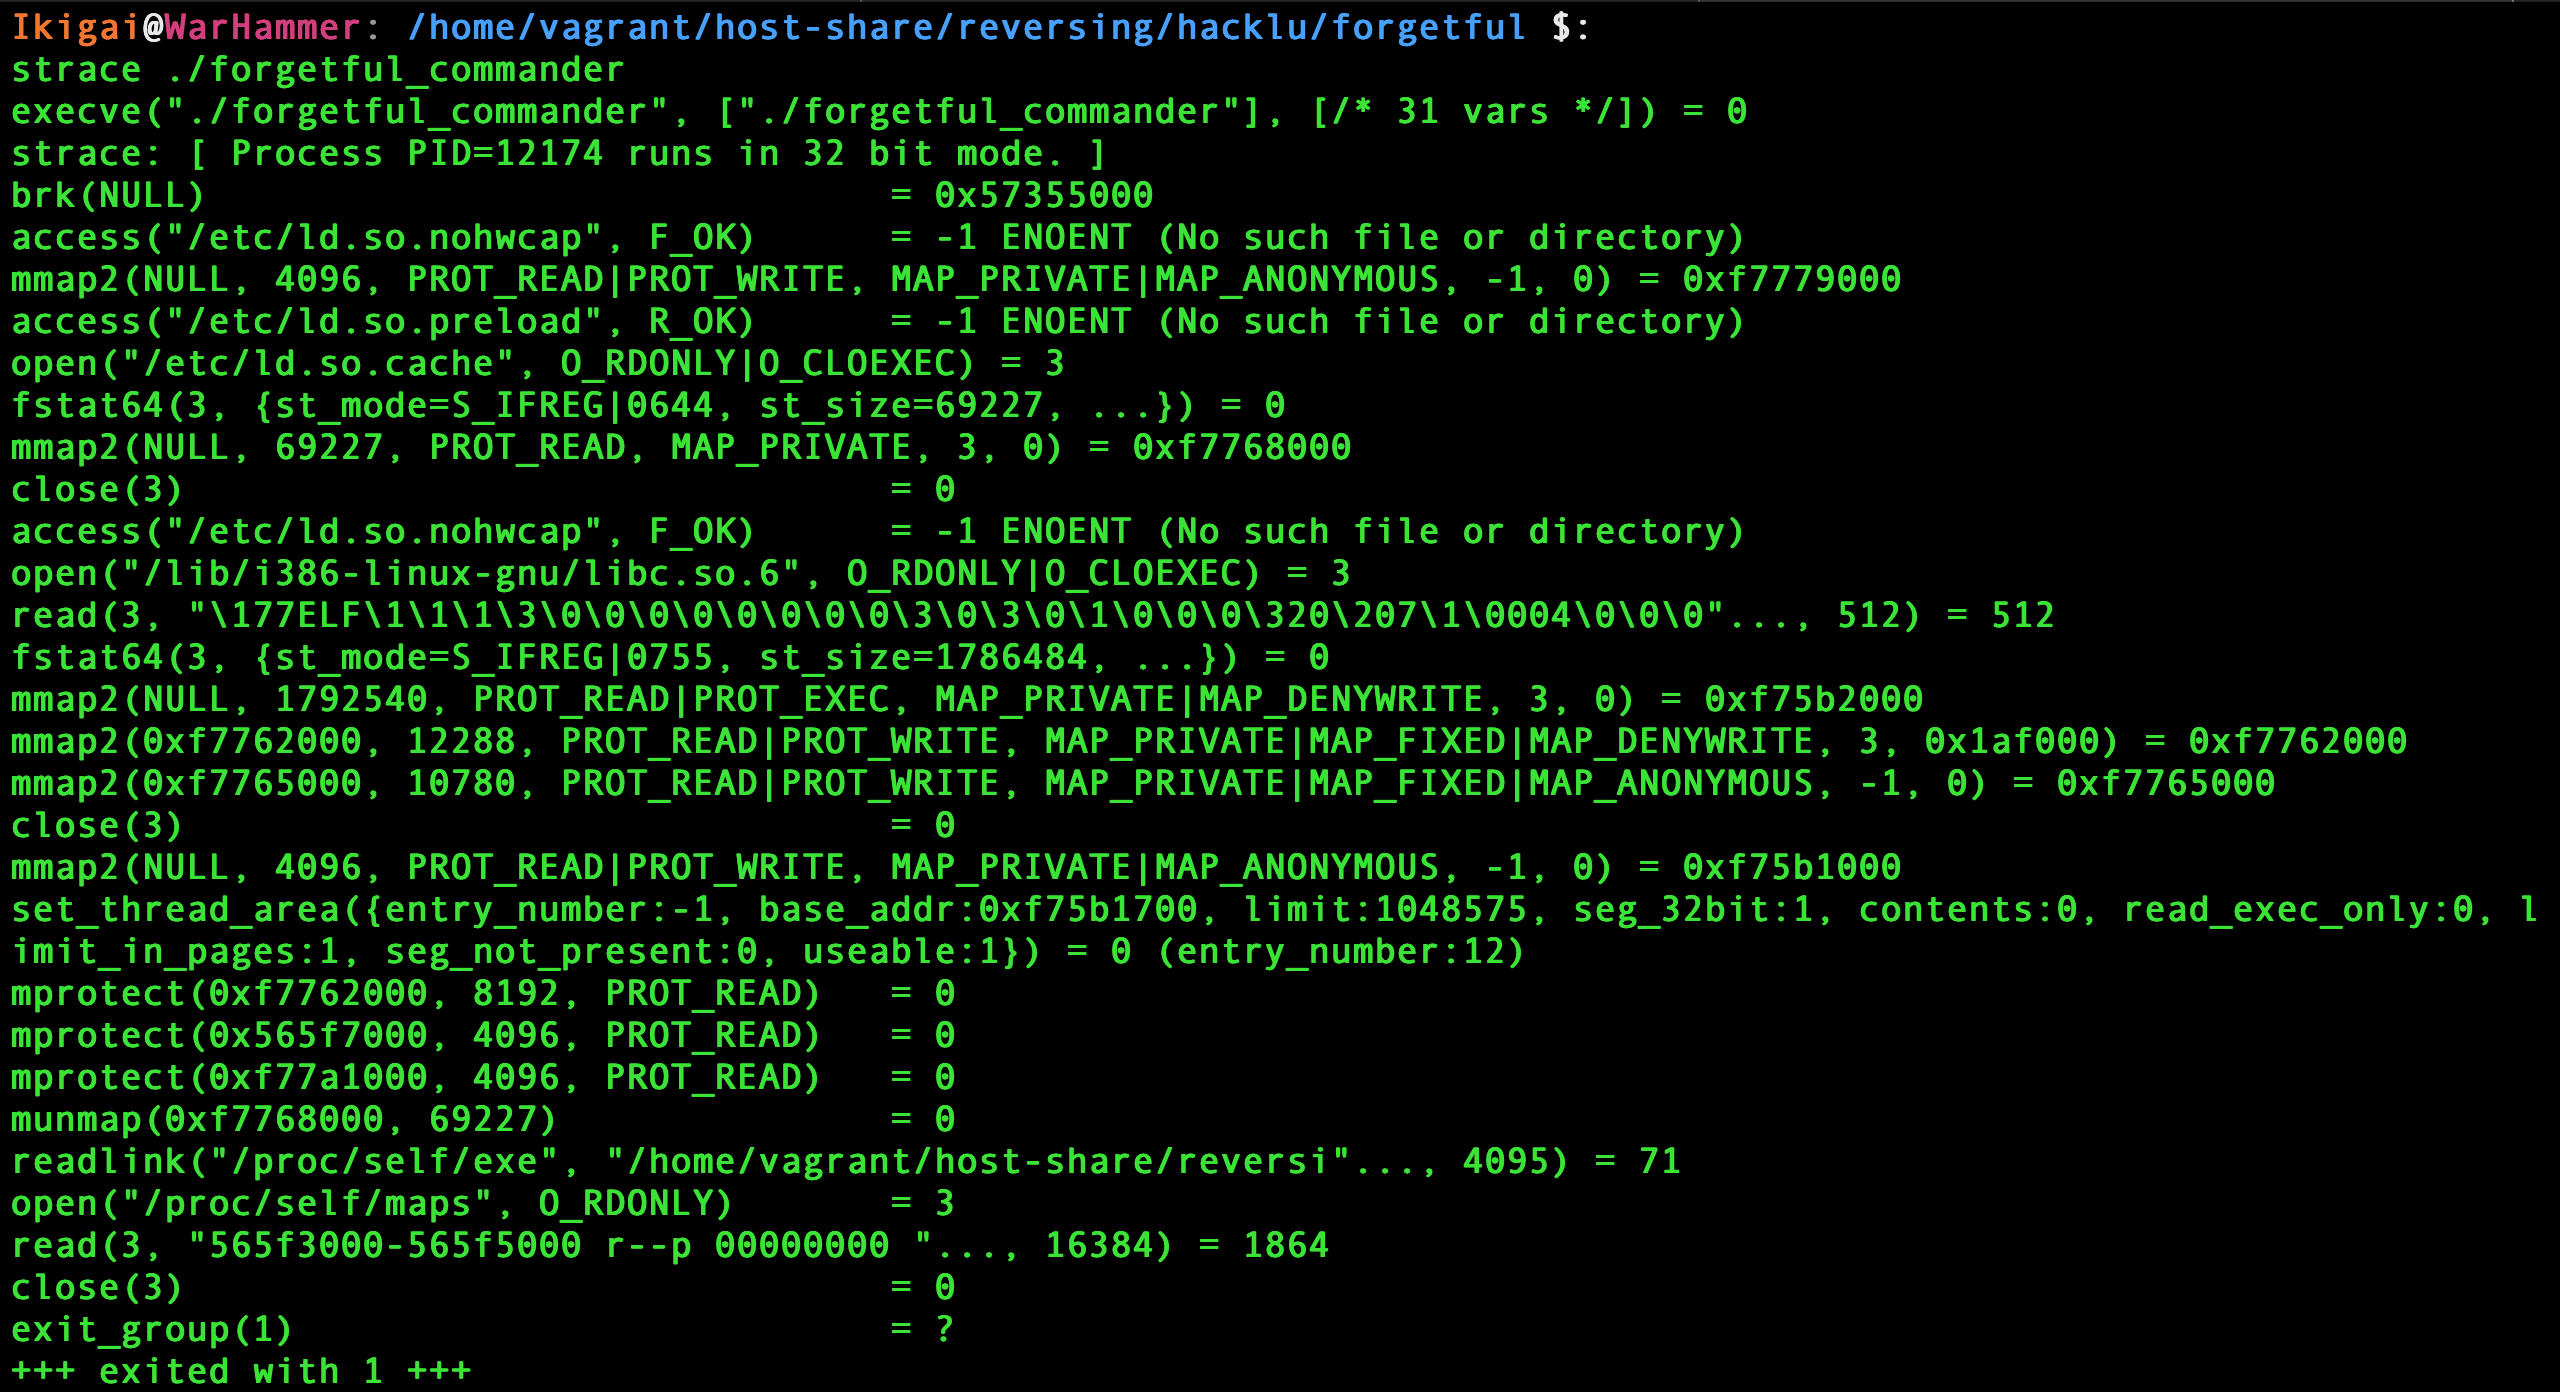 Ikigai@WarHammer: /home/vagrant/host-share/reversing/hacklu/forgetful $:
strace ./forgetful_commander
execve("./forgetful_commander", ["./forgetful_commander"], [/* 31 vars */]) = 0
strace: [ Process PID=12174 runs in 32 bit mode. ]
brk(NULL)                               = 0x57355000
access("/etc/ld.so.nohwcap", F_OK)      = -1 ENOENT (No such file or directory)
mmap2(NULL, 4096, PROT_READ|PROT_WRITE, MAP_PRIVATE|MAP_ANONYMOUS, -1, 0) = 0xf7779000
access("/etc/ld.so.preload", R_OK)      = -1 ENOENT (No such file or directory)
open("/etc/ld.so.cache", O_RDONLY|O_CLOEXEC) = 3
fstat64(3, {st_mode=S_IFREG|0644, st_size=69227, ...}) = 0
mmap2(NULL, 69227, PROT_READ, MAP_PRIVATE, 3, 0) = 0xf7768000
close(3)                                = 0
access("/etc/ld.so.nohwcap", F_OK)      = -1 ENOENT (No such file or directory)
open("/lib/i386-linux-gnu/libc.so.6", O_RDONLY|O_CLOEXEC) = 3
read(3, "\177ELF\1\1\1\3\0\0\0\0\0\0\0\0\3\0\3\0\1\0\0\0\320\207\1\0004\0\0\0"..., 512) = 512
fstat64(3, {st_mode=S_IFREG|0755, st_size=1786484, ...}) = 0
mmap2(NULL, 1792540, PROT_READ|PROT_EXEC, MAP_PRIVATE|MAP_DENYWRITE, 3, 0) = 0xf75b2000
mmap2(0xf7762000, 12288, PROT_READ|PROT_WRITE, MAP_PRIVATE|MAP_FIXED|MAP_DENYWRITE, 3, 0x1af000) = 0xf7762000
mmap2(0xf7765000, 10780, PROT_READ|PROT_WRITE, MAP_PRIVATE|MAP_FIXED|MAP_ANONYMOUS, -1, 0) = 0xf7765000
close(3)                                = 0
mmap2(NULL, 4096, PROT_READ|PROT_WRITE, MAP_PRIVATE|MAP_ANONYMOUS, -1, 0) = 0xf75b1000
set_thread_area({entry_number:-1, base_addr:0xf75b1700, limit:1048575, seg_32bit:1, contents:0, read_exec_only:0, l
imit_in_pages:1, seg_not_present:0, useable:1}) = 0 (entry_number:12)
mprotect(0xf7762000, 8192, PROT_READ)   = 0
mprotect(0x565f7000, 4096, PROT_READ)   = 0
mprotect(0xf77a1000, 4096, PROT_READ)   = 0
munmap(0xf7768000, 69227)               = 0
readlink("/proc/self/exe", "/home/vagrant/host-share/reversi"..., 4095) = 71
open("/proc/self/maps", O_RDONLY)       = 3
read(3, "565f3000-565f5000 r--p 00000000 "..., 16384) = 1864
close(3)                                = 0
exit_group(1)                           = ?
+++ exited with 1 +++